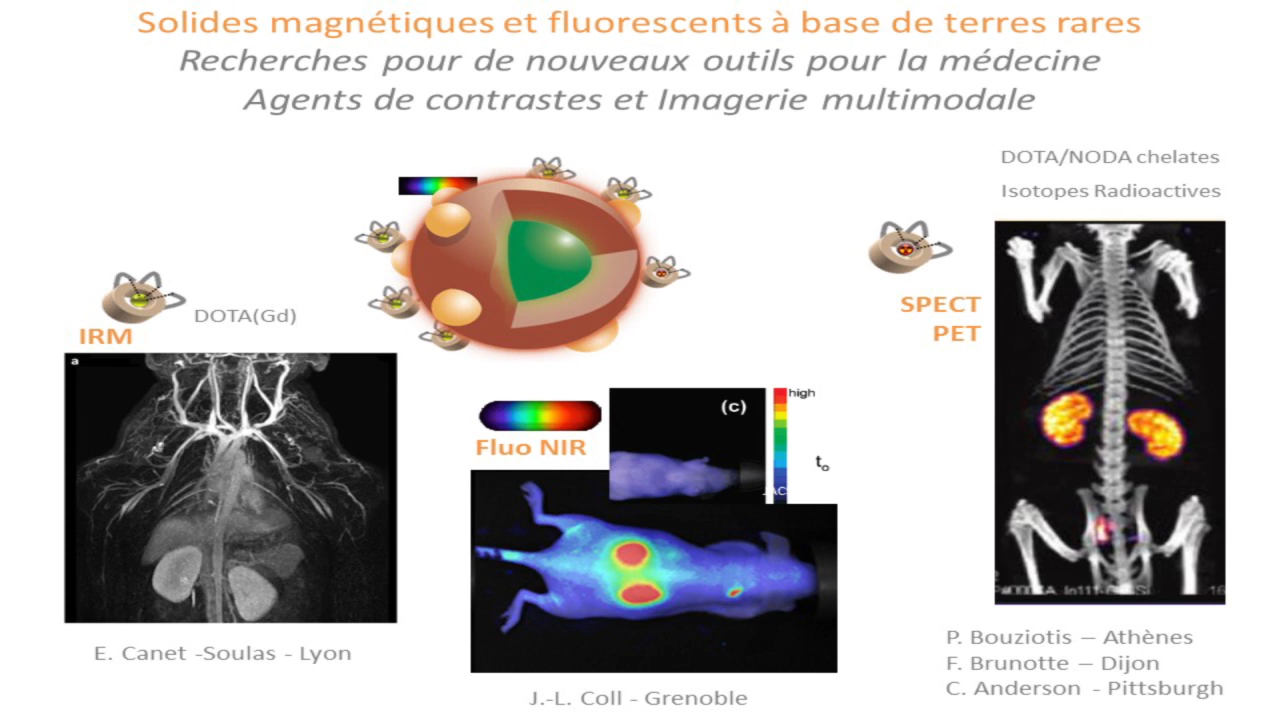 Solides magnétiques et fluorescents à base de terres rares
Recherches pour de nouveaux outils pour la médecine
Agents de contrastes et Imagerie multimodale
DOTA/NODA chelates
Isotopes Radioactives
SPECT
PET
DOTA(Gd)
IRM
a
(c)
high
t₀
Fluo NIR
E. Canet -Soulas - Lyon
J.-L. Coll - Grenoble
16
P. Bouziotis – Athènes
F. Brunotte – Dijon
C. Anderson - Pittsburgh